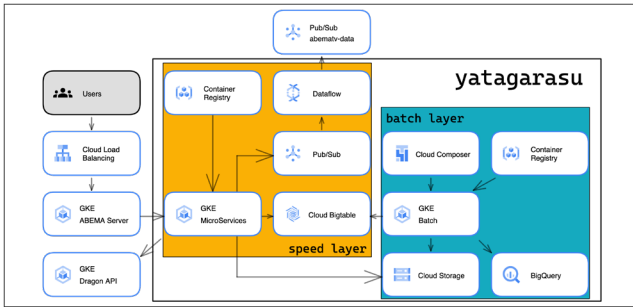 Pub/Sub
abematv-data
yatagarasu
Users
Container
Registry
Dataflow
batch layer
Cloud Load
Balancing
Pub/Sub
Cloud Composer
Container
Registry
GKE
ABEMA Server
GKE
MicroServices
Cloud Bigtable
GKE
Batch
speed layer
GKE
Dragon API
Cloud Storage
BigQuery